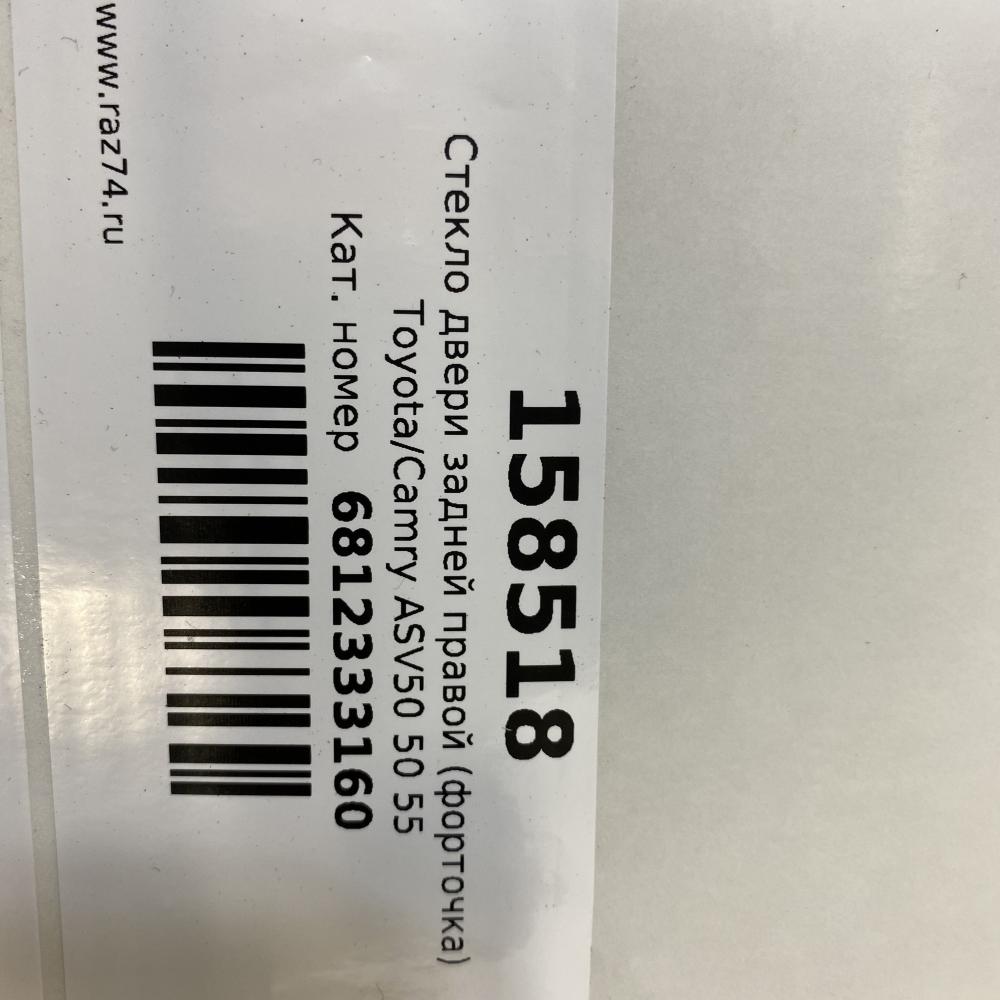 158518
Стекло двери задней правой (форточка)
Toyota/Camry ASV50 50 55
Кат. номер 6812333160
www.raz74.ru